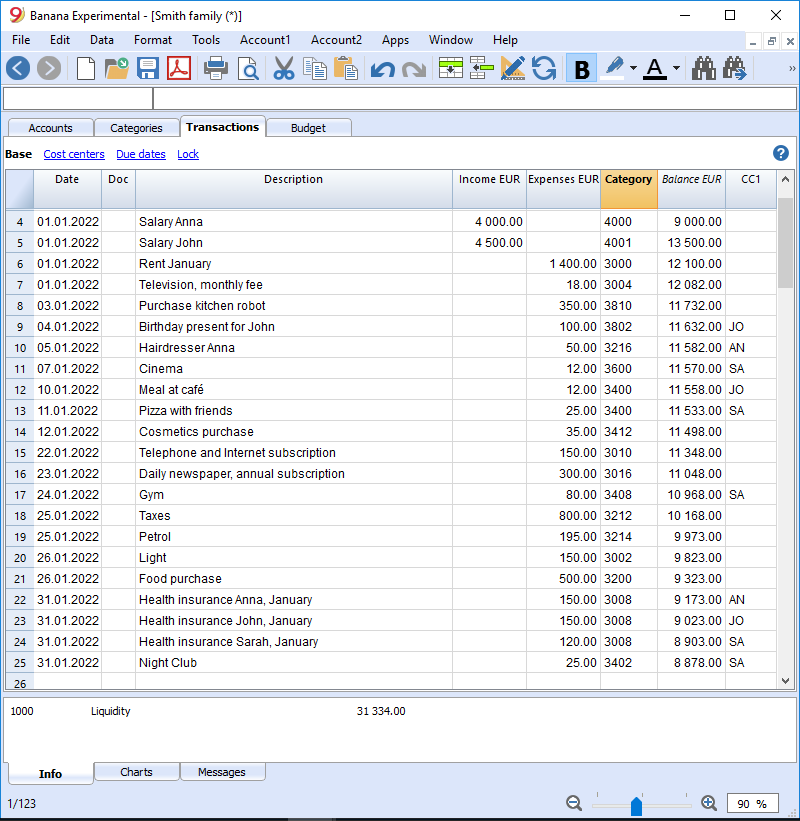 Banana Experimental - [Smith family (*)]
File Edit Data Format Tools Account1 Account2 Apps Window Help
B A »
Accounts Categories Transactions Budget
Base Cost centers Due dates Lock ?
Date Doc Description Income EUR Expenses EUR Category Balance EUR CC1
4 01.01.2022 Salary Anna 4 000.00 4000 9 000.00
5 01.01.2022 Salary John 4 500.00 4001 13 500.00
6 01.01.2022 Rent January 1 400.00 3000 12 100.00
7 01.01.2022 Television, monthly fee 18.00 3004 12 082.00
8 03.01.2022 Purchase kitchen robot 350.00 3810 11 732.00
9 04.01.2022 Birthday present for John 100.00 3802 11 632.00 JO
10 05.01.2022 Hairdresser Anna 50.00 3216 11 582.00 AN
11 07.01.2022 Cinema 12.00 3600 11 570.00 SA
12 10.01.2022 Meal at café 12.00 3400 11 558.00 JO
13 11.01.2022 Pizza with friends 25.00 3400 11 533.00 SA
14 12.01.2022 Cosmetics purchase 35.00 3412 11 498.00
15 22.01.2022 Telephone and Internet subscription 150.00 3010 11 348.00
16 23.01.2022 Daily newspaper, annual subscription 300.00 3016 11 048.00
17 24.01.2022 Gym 80.00 3408 10 968.00 SA
18 25.01.2022 Taxes 800.00 3212 10 168.00
19 25.01.2022 Petrol 195.00 3214 9 973.00
20 26.01.2022 Light 150.00 3002 9 823.00
21 26.01.2022 Food purchase 500.00 3200 9 323.00
22 31.01.2022 Health insurance Anna, January 150.00 3008 9 173.00 AN
23 31.01.2022 Health insurance John, January 150.00 3008 9 023.00 JO
24 31.01.2022 Health insurance Sarah, January 120.00 3008 8 903.00 SA
25 31.01.2022 Night Club 25.00 3402 8 878.00 SA
26
1000 Liquidity 31 334.00
Info Charts Messages
1/123 90 %